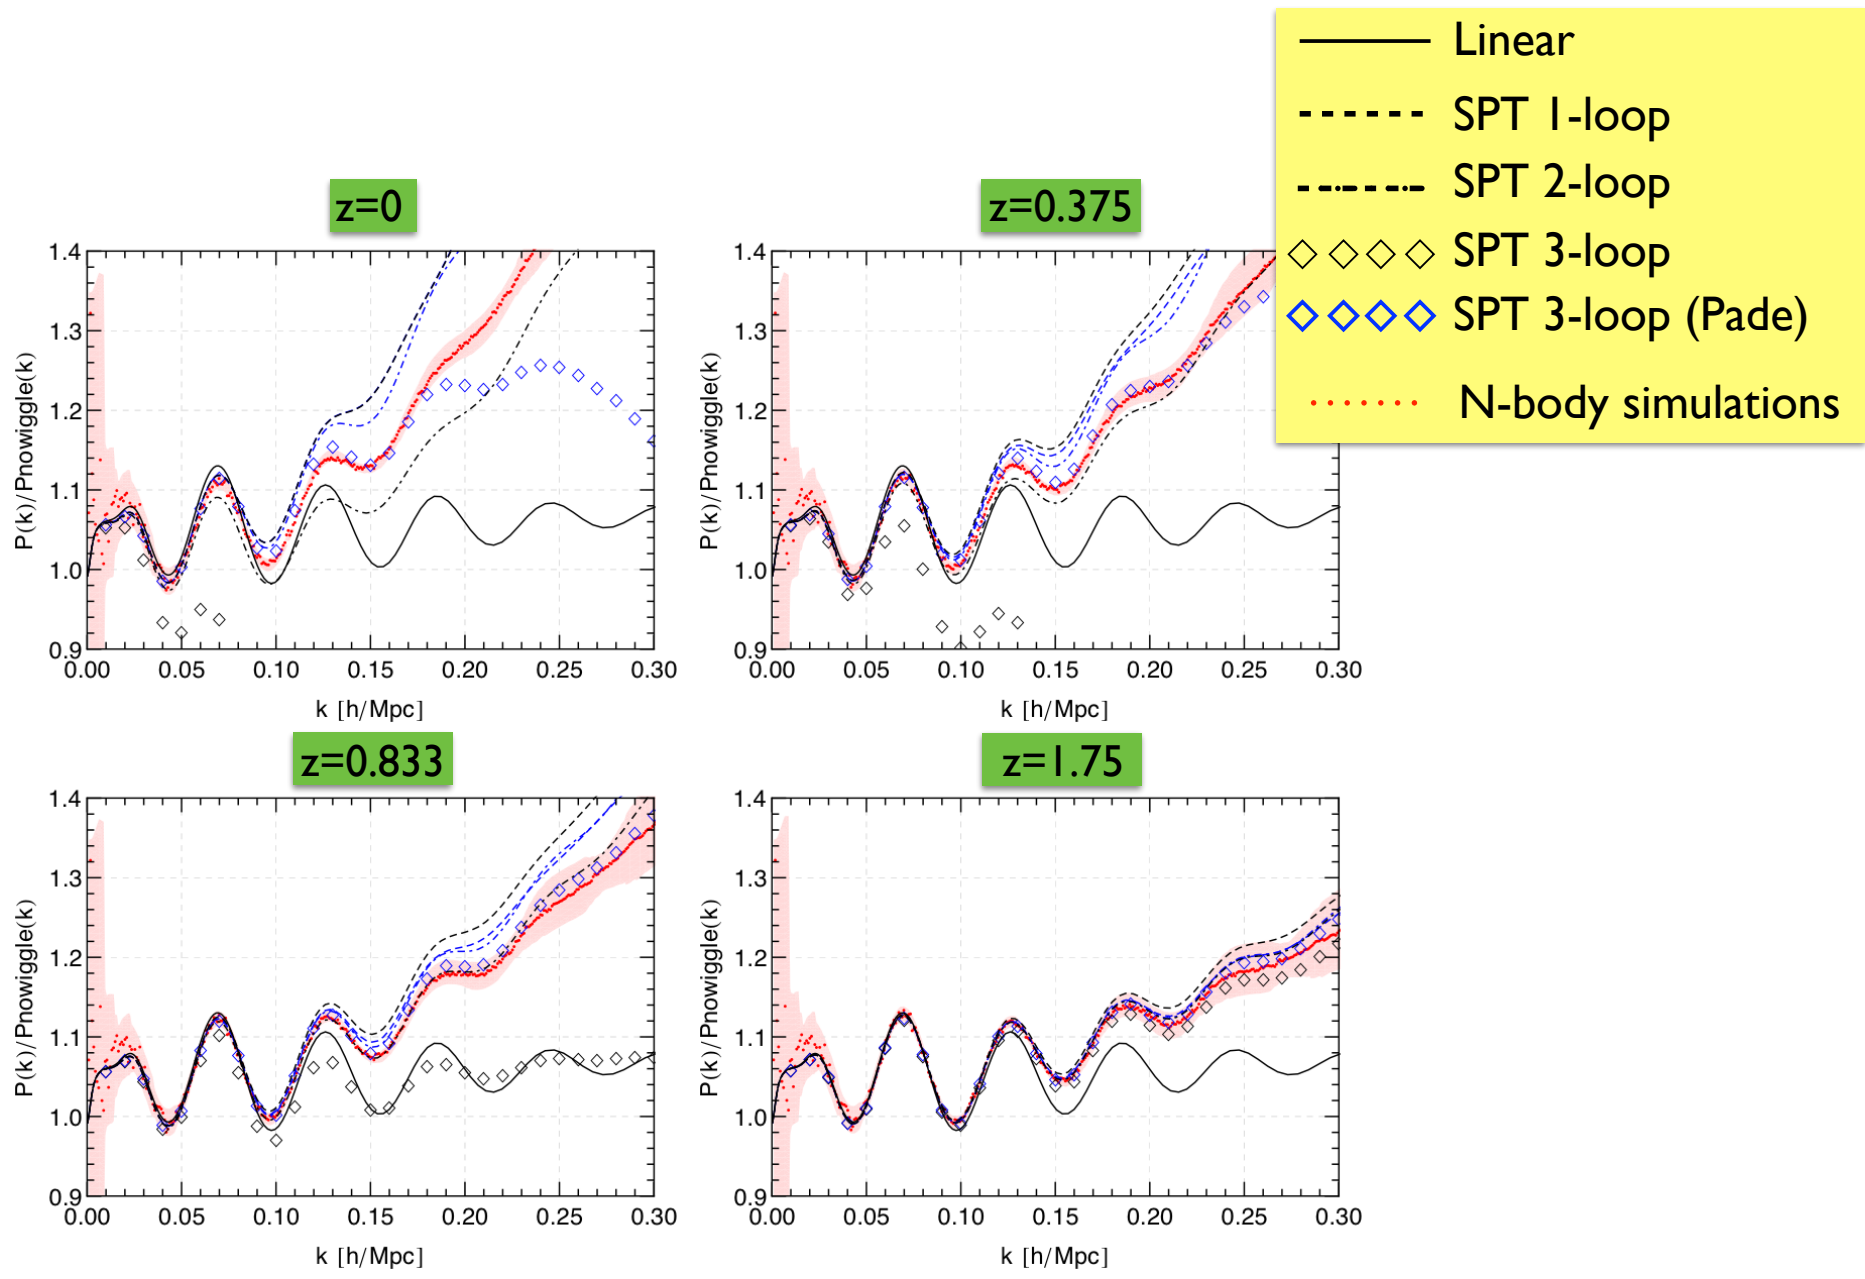 Linear
SPT 1-loop
SPT 2-loop
SPT 3-loop
SPT 3-loop (Pade)
N-body simulations
z=0
1.4
1.3
1.2
1.1
1.0
0.9
P(k)/Pnowiggle(k)
0.00 0.05 0.10 0.15 0.20 0.25 0.30
k [h/Mpc]
z=0.375
1.4
1.3
1.2
1.1
1.0
0.9
P(k)/Pnowiggle(k)
0.00 0.05 0.10 0.15 0.20 0.25 0.30
k [h/Mpc]
z=0.833
1.4
1.3
1.2
1.1
1.0
0.9
P(k)/Pnowiggle(k)
0.00 0.05 0.10 0.15 0.20 0.25 0.30
k [h/Mpc]
z=1.75
1.4
1.3
1.2
1.1
1.0
0.9
P(k)/Pnowiggle(k)
0.00 0.05 0.10 0.15 0.20 0.25 0.30
k [h/Mpc]